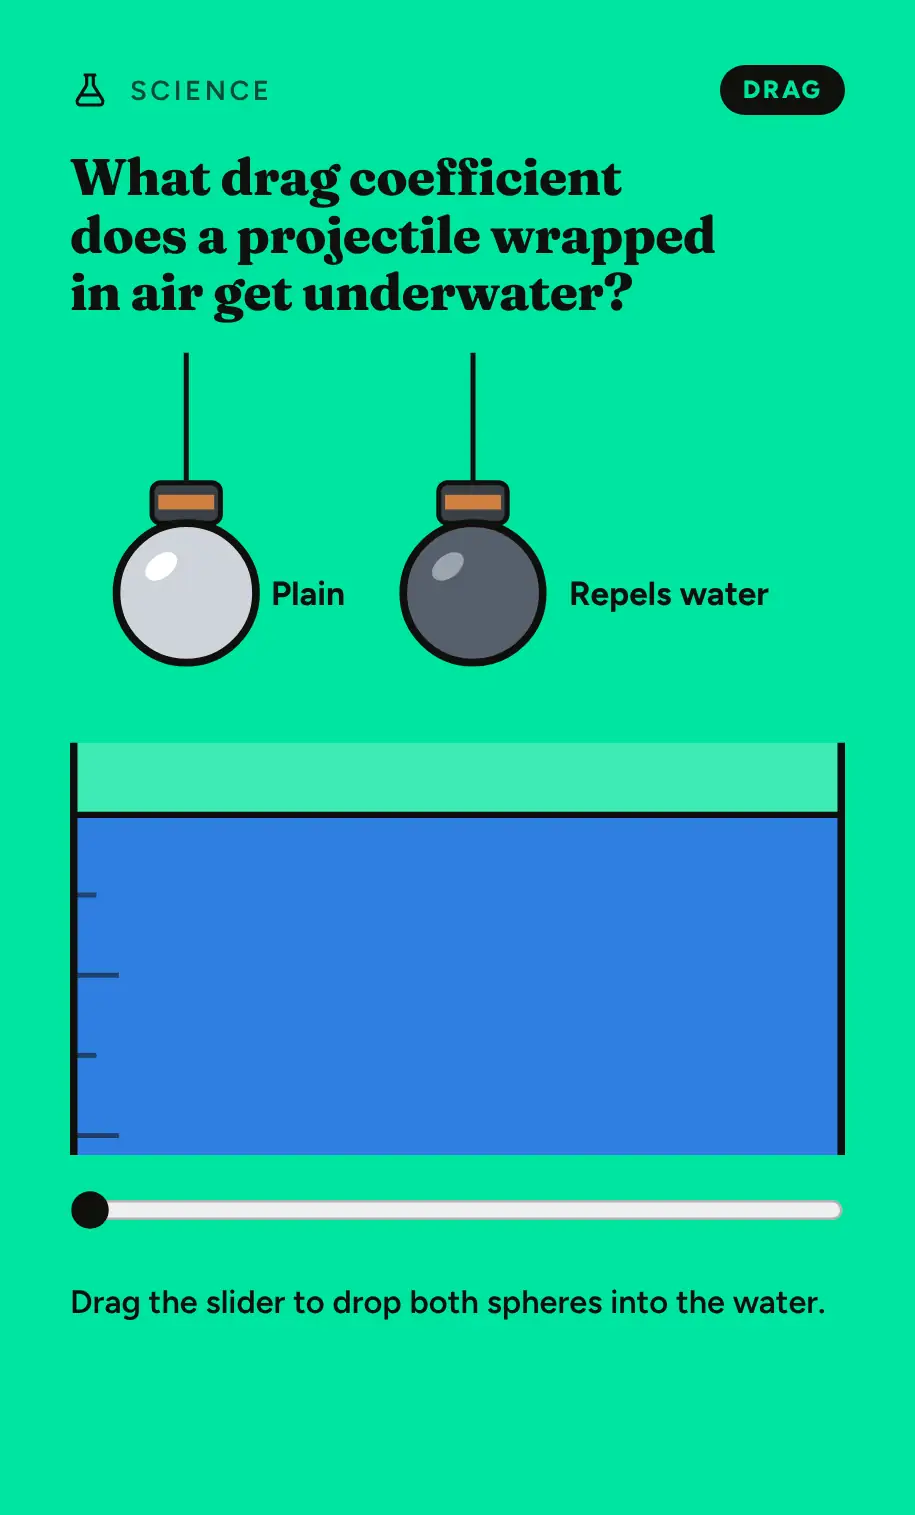 SCIENCE
DRAG
What drag coefficient
does a projectile wrapped
in air get underwater?
Plain
Repels water
Drag the slider to drop both spheres into the water.